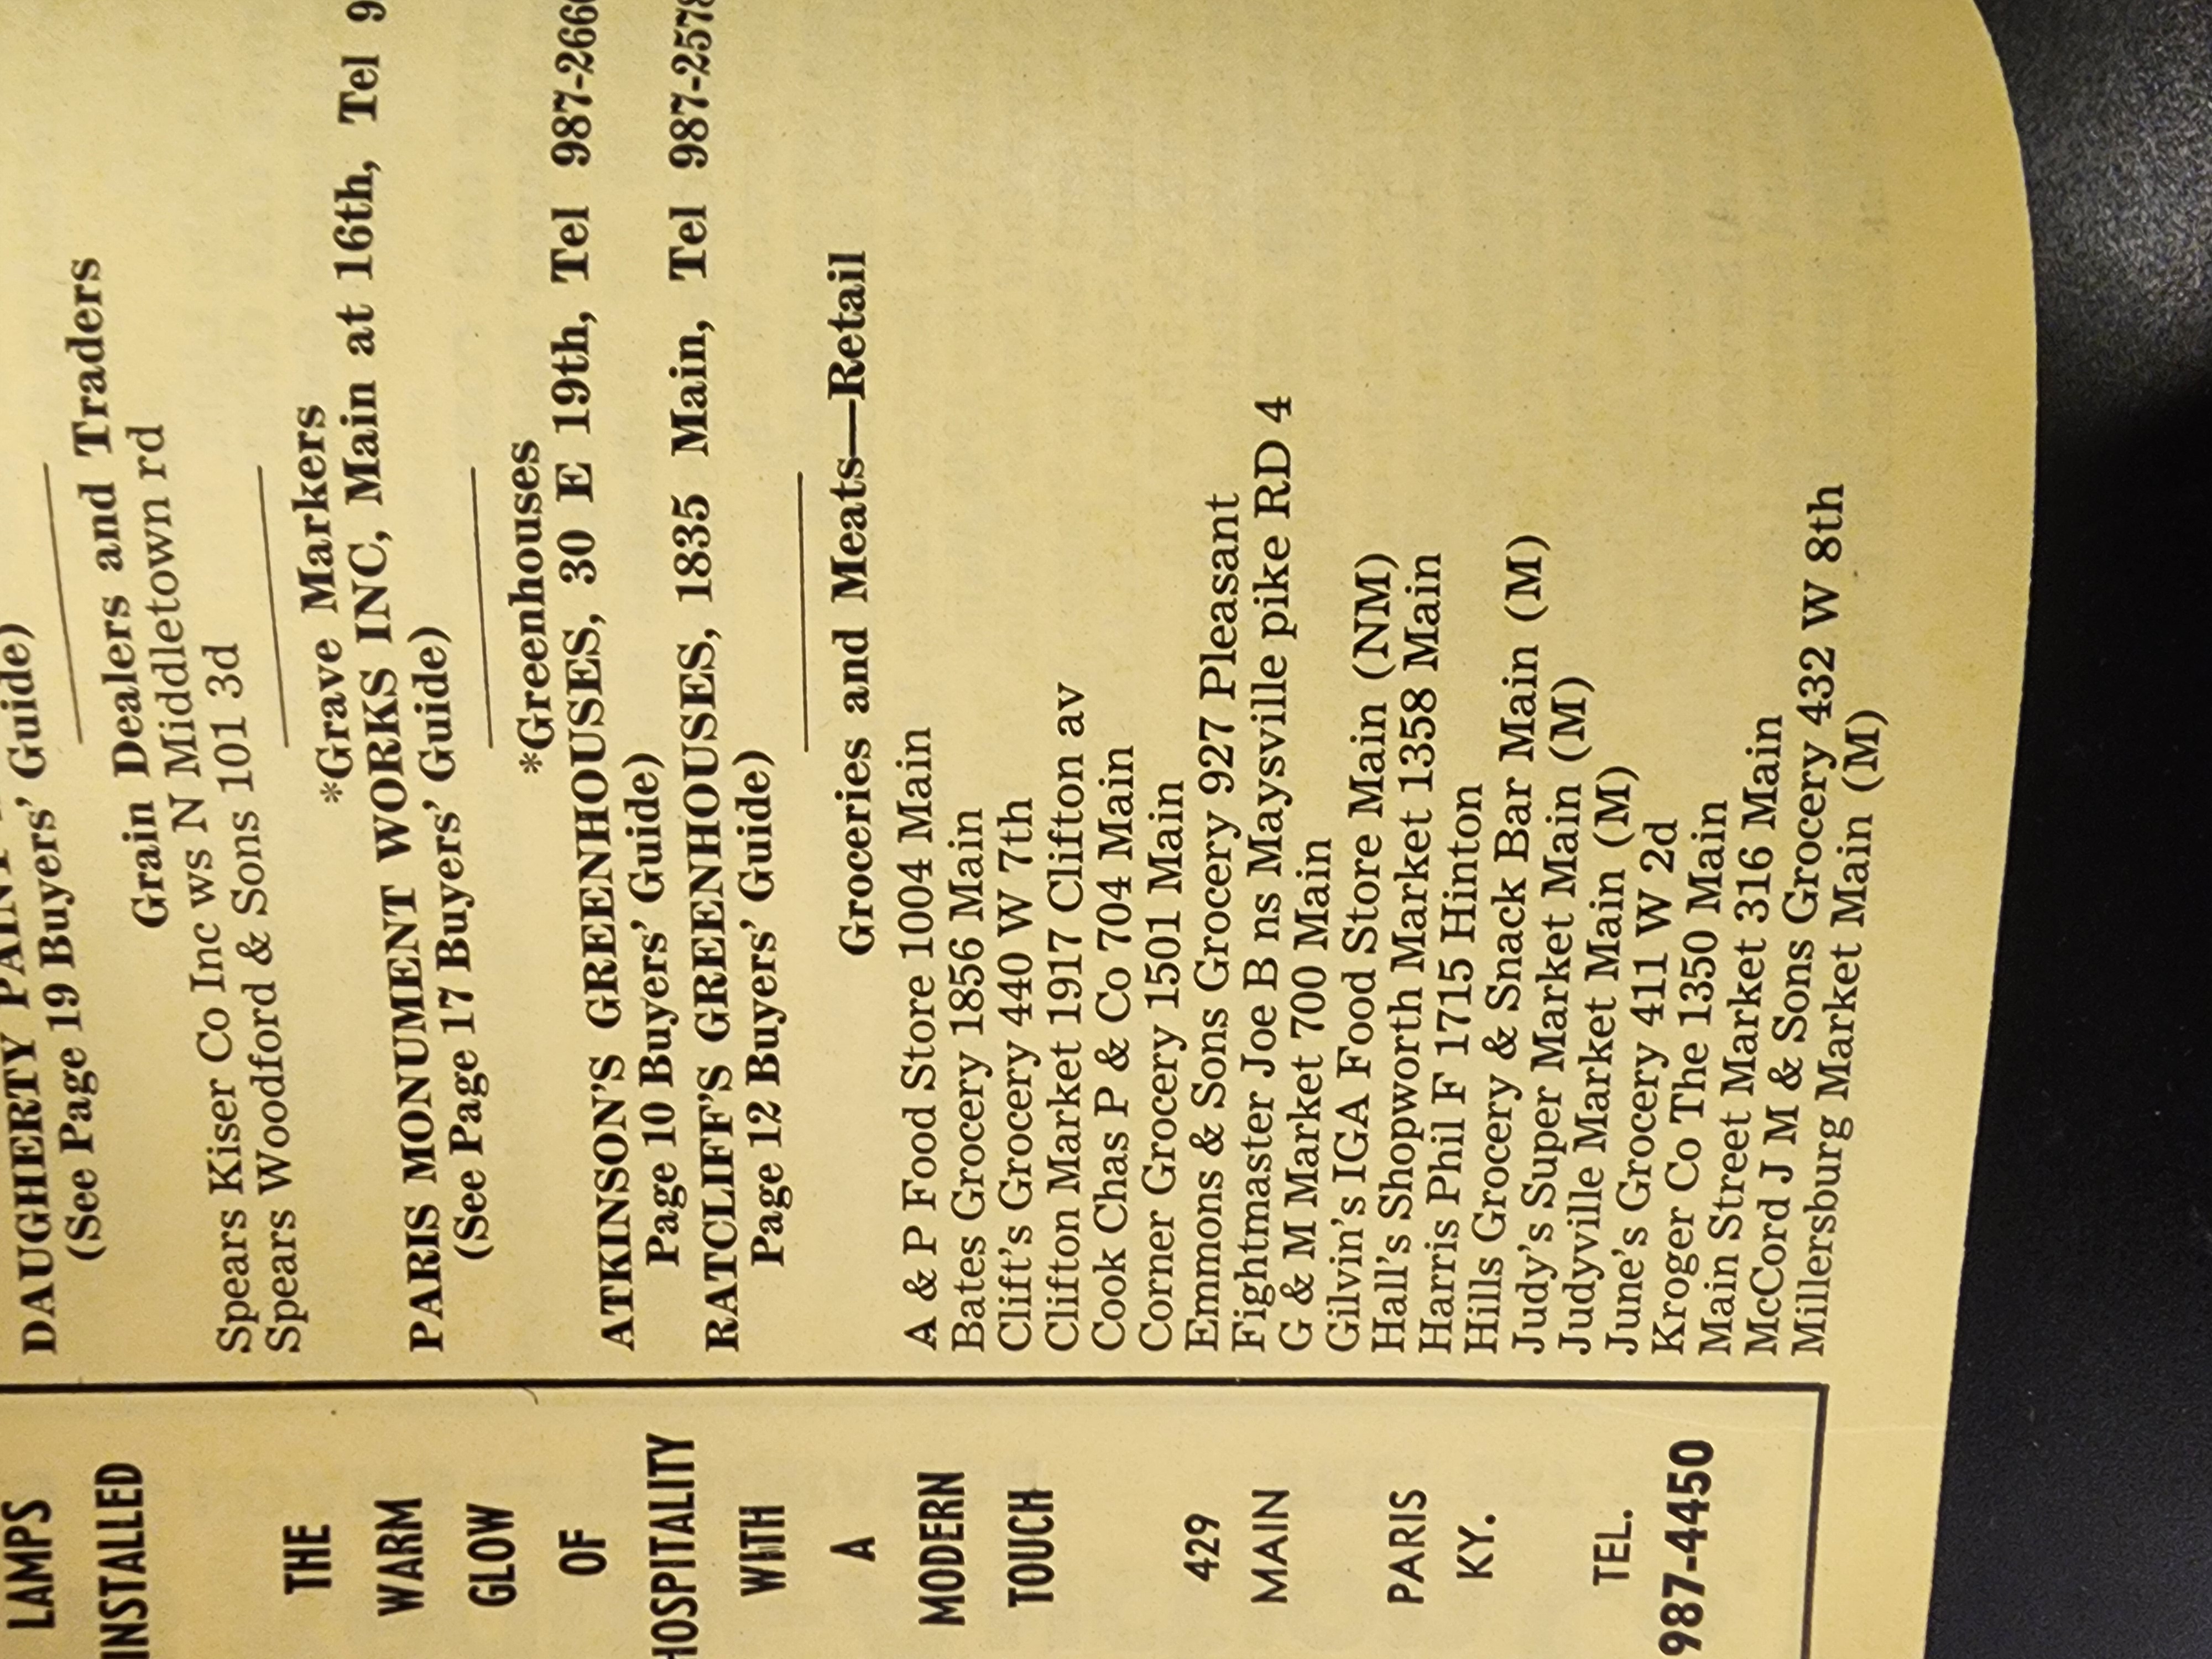 LAMPS
INSTALLED
THE
WARM
GLOW
OF
HOSPITALITY
WITH
A
MODERN
TOUCH
429
MAIN
PARIS
KY.
TEL.
987-4450
DAUGHERTY PAINT
(See Page 19 Buyers' Guide)
Grain Dealers and Traders
Spears Kiser Co Inc ws N Middletown rd
Spears Woodford & Sons 101 3d
*Grave Markers
PARIS MONUMENT WORKS INC, Main at 16th, Tel 9
(See Page 17 Buyers' Guide)
*Greenhouses
ATKINSON'S GREENHOUSES, 30 E 19th, Tel 987-266
Page 10 Buyers' Guide)
RATCLIFF'S GREENHOUSES, 1835 Main, Tel 987-2578
Page 12 Buyers' Guide)
Groceries and Meats—Retail
A & P Food Store 1004 Main
Bates Grocery 1856 Main
Clift's Grocery 440 W 7th
Clifton Market 1917 Clifton av
Cook Chas P & Co 704 Main
Corner Grocery 1501 Main
Emmons & Sons Grocery 927 Pleasant
Fightmaster Joe B ns Maysville pike RD 4
G & M Market 700 Main
Gilvin's IGA Food Store Main (NM)
Hall's Shopworth Market 1358 Main
Harris Phil F 1715 Hinton
Hills Grocery & Snack Bar Main (M)
Judy's Super Market Main (M)
Judyville Market Main (M)
June's Grocery 411 W 2d
Kroger Co The 1350 Main
Main Street Market 316 Main
McCord J M & Sons Grocery 432 W 8th
Millersburg Market Main (M)